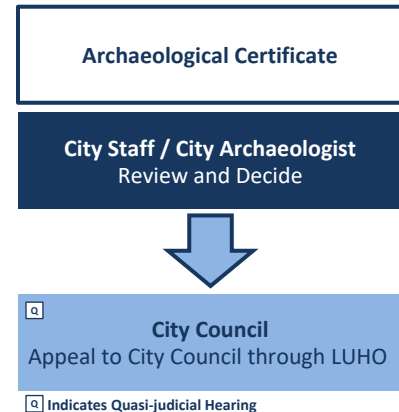 Archaeological Certificate
City Staff / City Archaeologist
Review and Decide
Q
City Council
Appeal to City Council through LUHO
Q Indicates Quasi-judicial Hearing